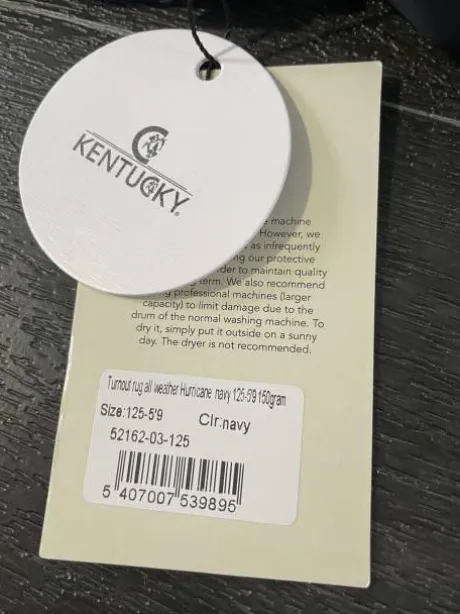 KENTUCKY®
machine
However, we
as infrequently
our protective
order to maintain quality
term. We also recommend
professional machines (larger
capacity) to limit damage due to the
drum of the normal washing machine. To
dry it, simply put it outside on a sunny
day. The dryer is not recommended.
Turnout rug all weather Hurricane navy 125-5'9 150gram
Size:125-5'9 Clr:navy
52162-03-125
5 407007 539895